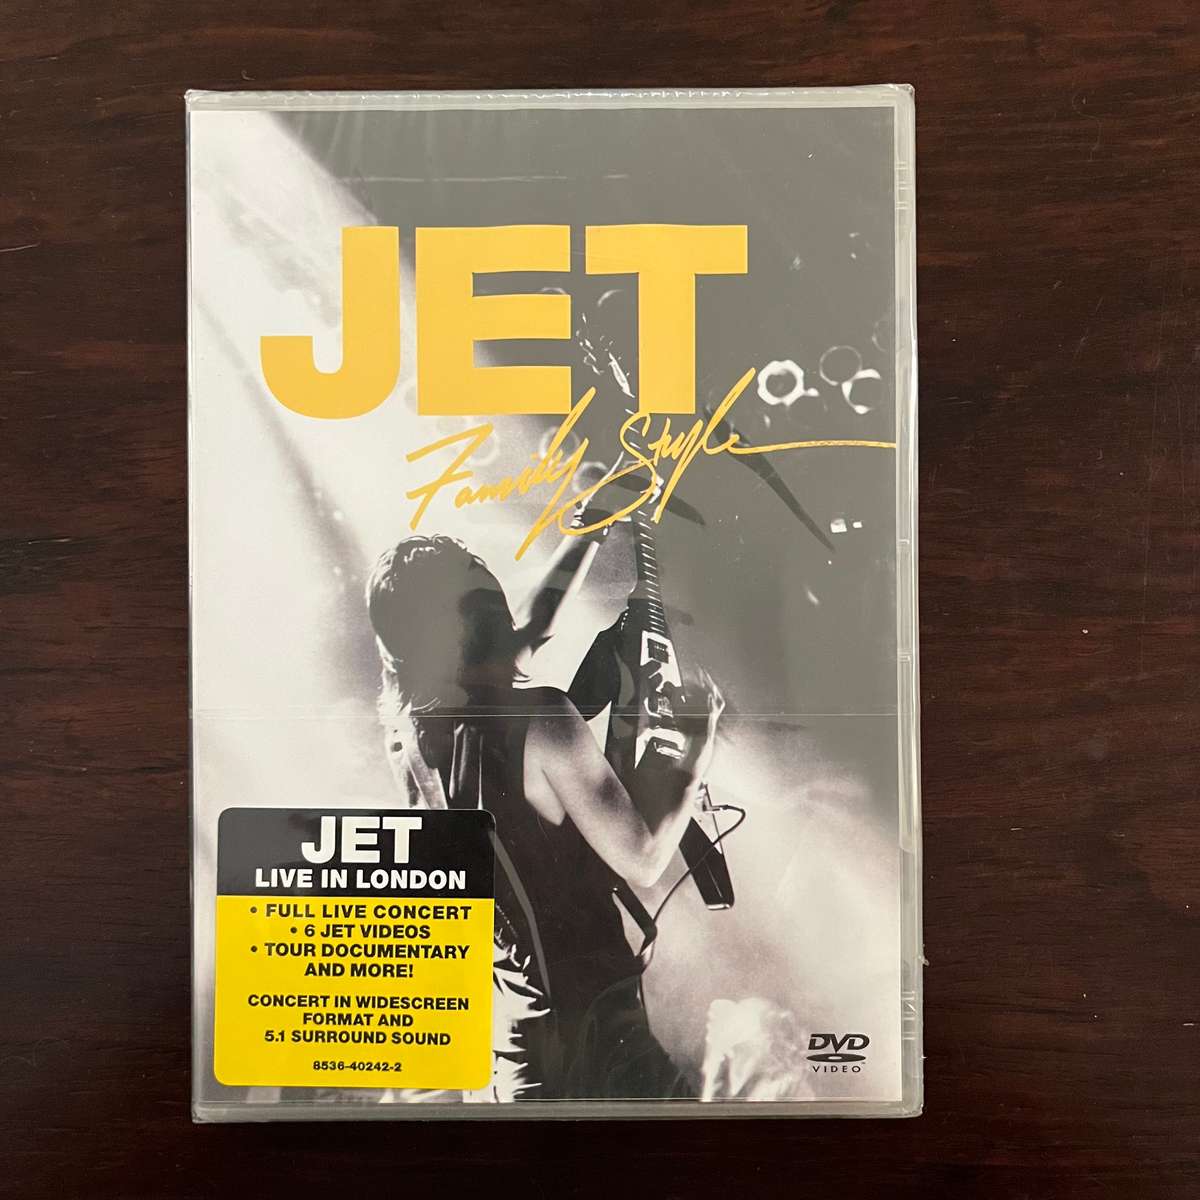 JET
Family Style
JET
LIVE IN LONDON
• FULL LIVE CONCERT
• 6 JET VIDEOS
• TOUR DOCUMENTARY
AND MORE!
CONCERT IN WIDESCREEN
FORMAT AND
5.1 SURROUND SOUND
8536-40242-2
DVD
VIDEO™